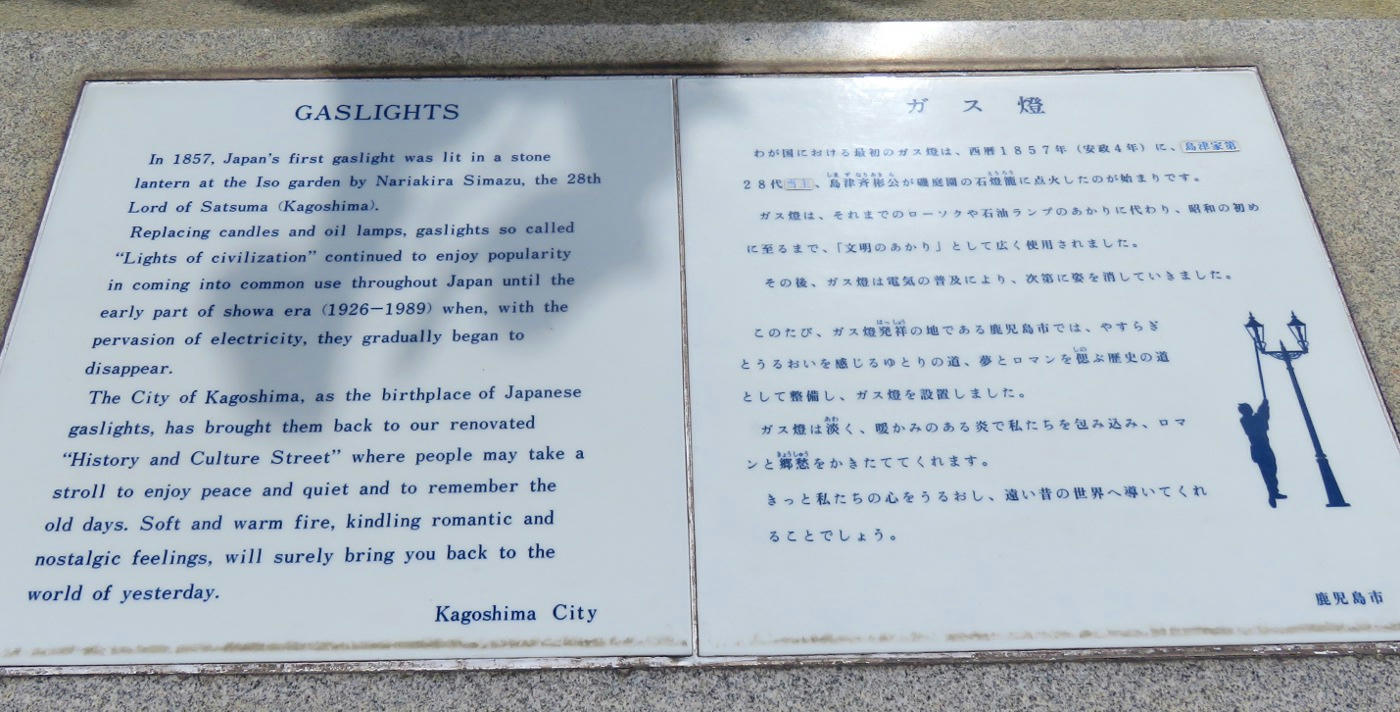 GASLIGHTS
In 1857, Japan's first gaslight was lit in a stone
lantern at the Iso garden by Nariakira Simazu, the 28th
Lord of Satsuma (Kagoshima).
Replacing candles and oil lamps, gaslights so called
“Lights of civilization” continued to enjoy popularity
in coming into common use throughout Japan until the
early part of showa era (1926−1989) when, with the
pervasion of electricity, they gradually began to
disappear.
The City of Kagoshima, as the birthplace of Japanese
gaslights, has brought them back to our renovated
“History and Culture Street” where people may take a
stroll to enjoy peace and quiet and to remember the
old days. Soft and warm fire, kindling romantic and
nostalgic feelings, will surely bring you back to the
world of yesterday.
Kagoshima City
ガス燈
わが国における最初のガス燈は、西暦1857年(安政4年)に、島津家第
28代当主、島津斉彬公が磯庭園の石燈籠に点火したのが始まりです。
ガス燈は、それまでのローソクや石油ランプのあかりに代わり、昭和の初め
に至るまで、「文明のあかり」として広く使用されました。
その後、ガス燈は電気の普及により、次第に姿を消していきました。
このたび、ガス燈発祥の地である鹿児島市では、やすらぎ
とうるおいを感じるゆとりの道、夢とロマンを偲ぶ歴史の道
として整備し、ガス燈を設置しました。
ガス燈は淡く、暖かみのある炎で私たちを包み込み、ロマ
ンと郷愁をかきたててくれます。
きっと私たちの心をうるおし、遠い昔の世界へ導いてくれ
ることでしょう。
鹿児島市